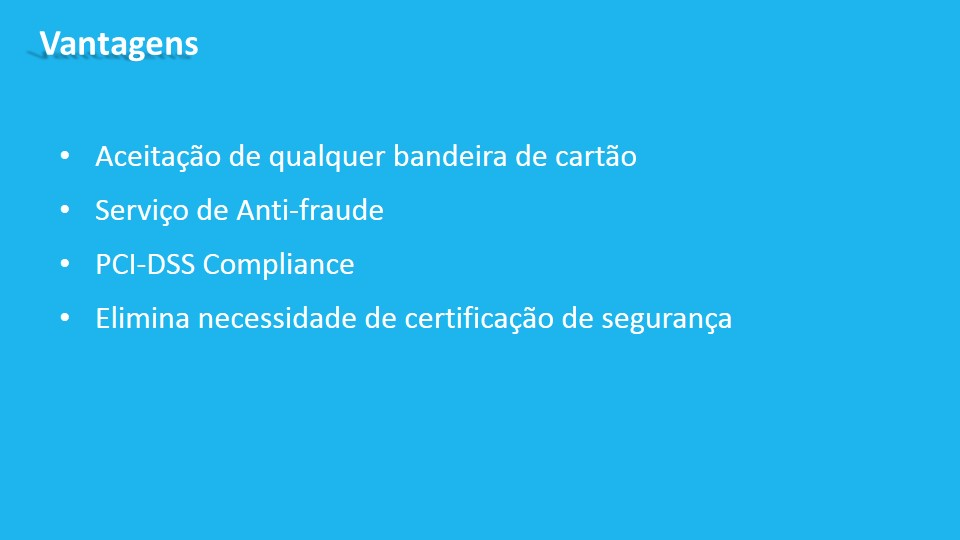 Vantagens
• Aceitação de qualquer bandeira de cartão
• Serviço de Anti-fraude
• PCI-DSS Compliance
• Elimina necessidade de certificação de segurança